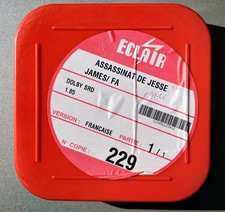 ECLAIR
ASSASSINAT DE JESSE
JAMES/ FA
DOLBY SRD
1.85
VERSION : FRANÇAISE PARTIE: 1/1
N° COPIE : 229